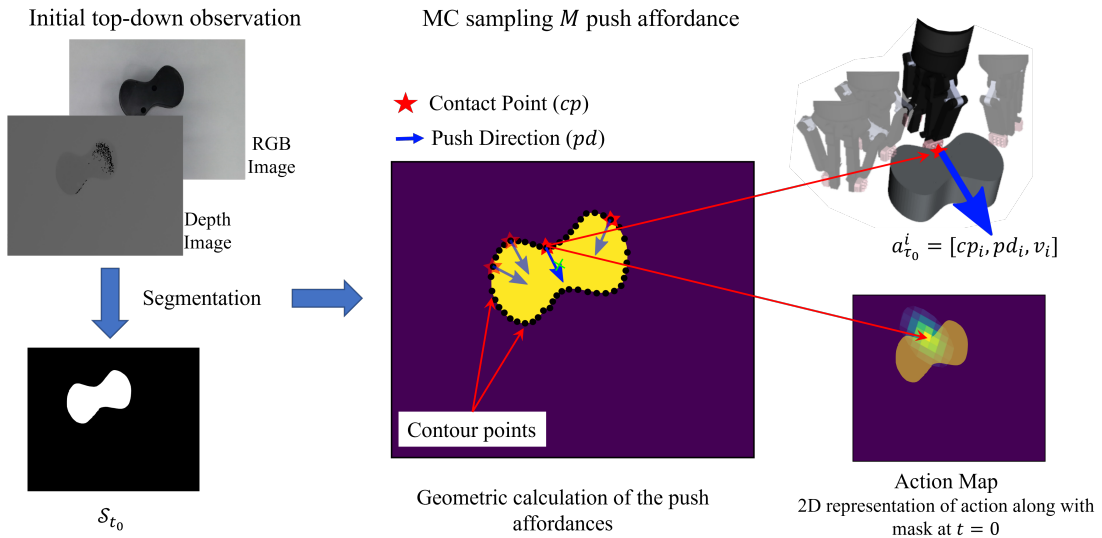 Initial top-down observation
RGB
Image
Depth
Image
Segmentation
𝒮_{t_0}
MC sampling M push affordance
Contact Point (cp)
Push Direction (pd)
Contour points
Geometric calculation of the push
affordances
a^i_{τ_0} = [cp_i, pd_i, v_i]
Action Map
2D representation of action along with
mask at t = 0